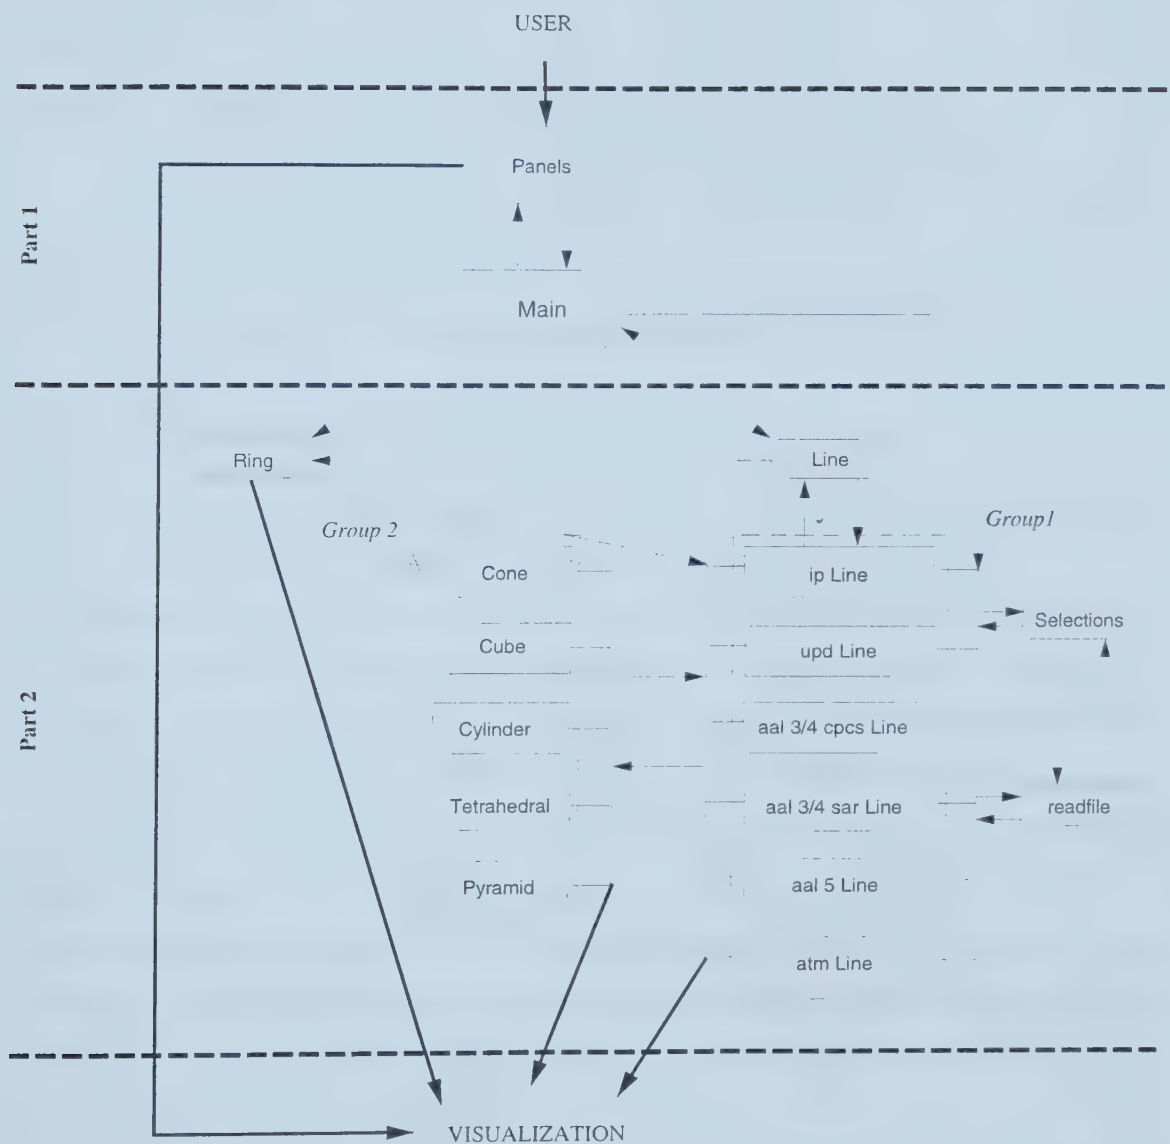 USER
Part 1
Panels
Main
Part 2
Ring
Line
Group 2
Group1
Cone
ip Line
Selections
Cube
upd Line
Cylinder
aal 3/4 cpcs Line
Tetrahedral
aal 3/4 sar Line
readfile
Pyramid
aal 5 Line
atm Line
VISUALIZATION